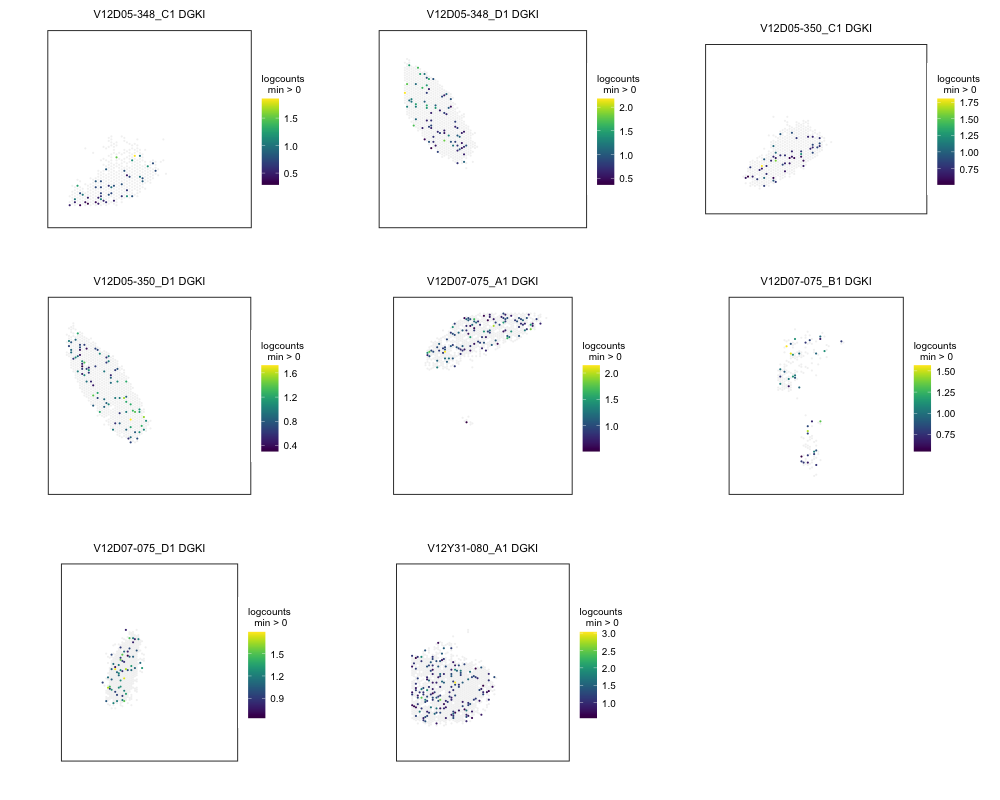 V12D05-348_C1 DGKI
logcounts
min > 0
1.5
1.0
0.5
V12D05-348_D1 DGKI
logcounts
min > 0
2.0
1.5
1.0
0.5
V12D05-350_C1 DGKI
logcounts
min > 0
1.75
1.50
1.25
1.00
0.75
V12D05-350_D1 DGKI
logcounts
min > 0
1.6
1.2
0.8
0.4
V12D07-075_A1 DGKI
logcounts
min > 0
2.0
1.5
1.0
V12D07-075_B1 DGKI
logcounts
min > 0
1.50
1.25
1.00
0.75
V12D07-075_D1 DGKI
logcounts
min > 0
1.5
1.2
0.9
V12Y31-080_A1 DGKI
logcounts
min > 0
3.0
2.5
2.0
1.5
1.0